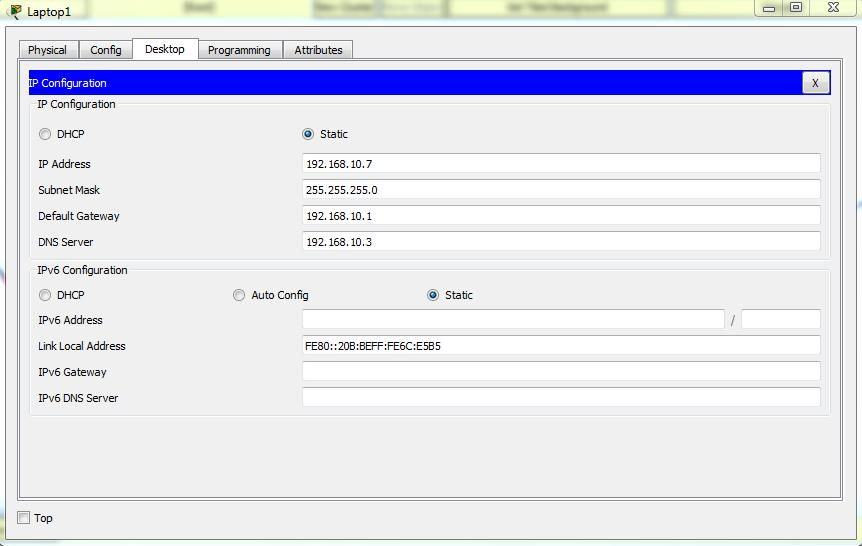 Laptop1
Physical Config Desktop Programming Attributes
IP Configuration X
IP Configuration
DHCP Static
IP Address 192.168.10.7
Subnet Mask 255.255.255.0
Default Gateway 192.168.10.1
DNS Server 192.168.10.3
IPv6 Configuration
DHCP Auto Config Static
IPv6 Address /
Link Local Address FE80::20B:BEFF:FE6C:E5B5
IPv6 Gateway
IPv6 DNS Server
Top